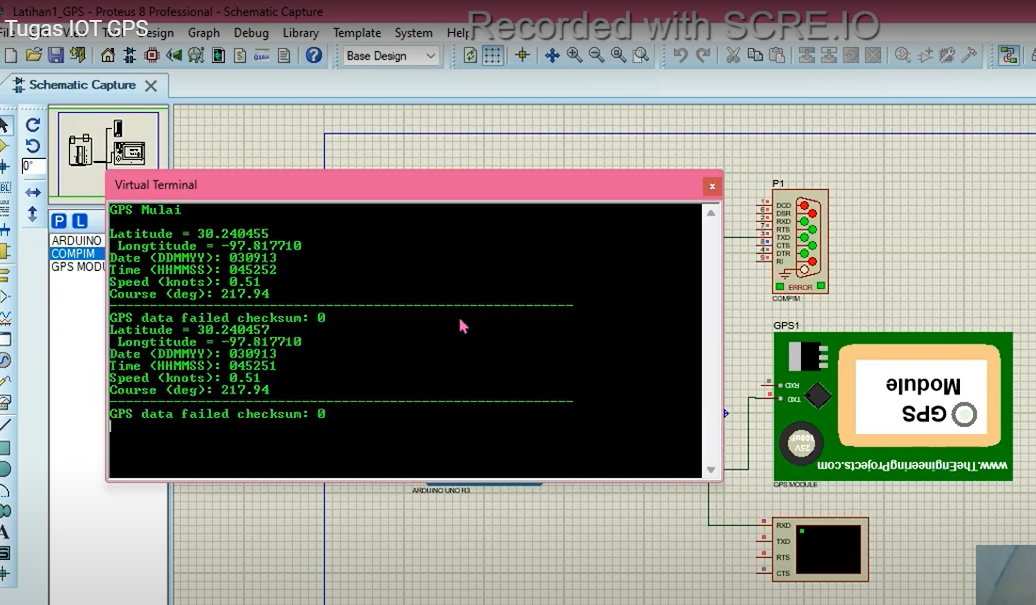 Latihan1_GPS - Proteus 8 Professional - Schematic Capture
Tugas IOT GPS
Recorded with SCRE.IO
Design Graph Debug Library Template System Help
Base Design
Schematic Capture
0°
P L
ARDUINO
COMPIM
GPS MODU
Virtual Terminal
GPS Mulai
Latitude = 30.240455
Longtitude = -97.817710
Date (DDMMYY): 030913
Time (HHMMSS): 045252
Speed (knots): 0.51
Course (deg): 217.94
GPS data failed checksum: 0
Latitude = 30.240457
Longtitude = -97.817710
Date (DDMMYY): 030913
Time (HHMMSS): 045251
Speed (knots): 0.51
Course (deg): 217.94
GPS data failed checksum: 0
ARDUINO UNO R3
P1
DCD
DSR
RXD
RTS
TXD
CTS
DTR
RI
ERROR
COMPIM
GPS1
RXD
TXD
GPS
Module
25V
100uF
www.TheEngineeringProjects.com
GPS MODULE
RXD
TXD
RTS
CTS